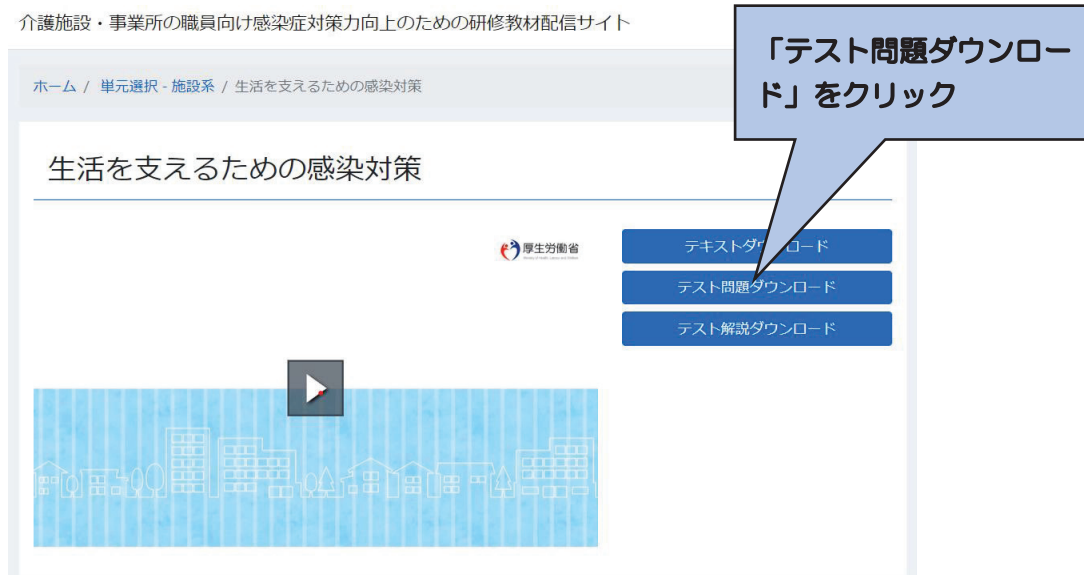 介護施設・事業所の職員向け感染症対策力向上のための研修教材配信サイト
「テスト問題ダウンロー
ド」をクリック
ホーム / 単元選択 - 施設系 / 生活を支えるための感染対策
生活を支えるための感染対策
厚生労働省
テキストダウンロード
テスト問題ダウンロード
テスト解説ダウンロード